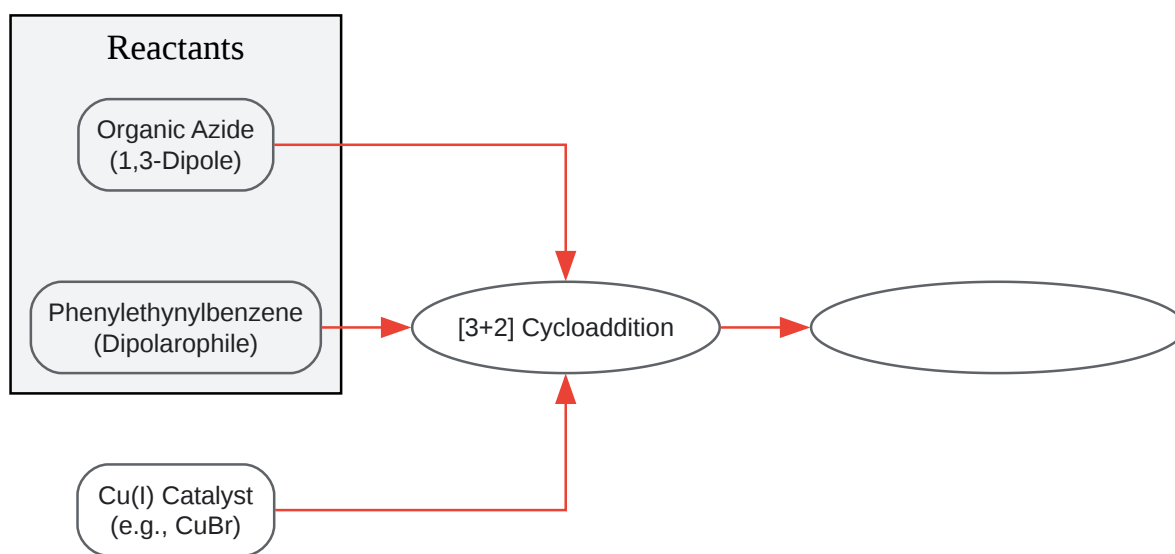 Reactants
Organic Azide
(1,3-Dipole)
Phenylethynylbenzene
(Dipolarophile)
[3+2] Cycloaddition
Cu(I) Catalyst
(e.g., CuBr)